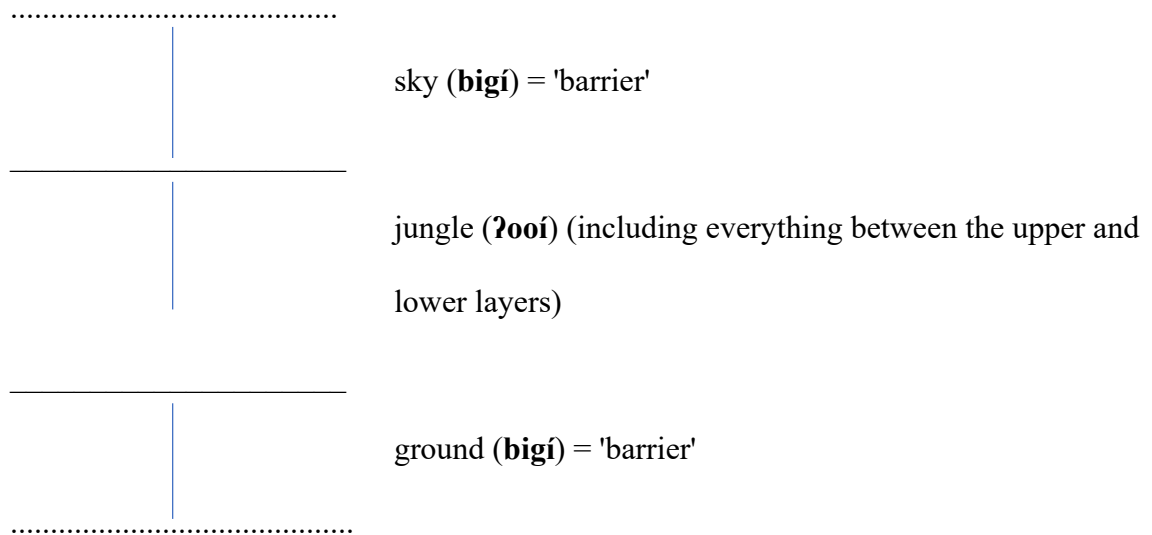 sky (bigí) = 'barrier'
jungle (ʔooí) (including everything between the upper and
lower layers)
ground (bigí) = 'barrier'